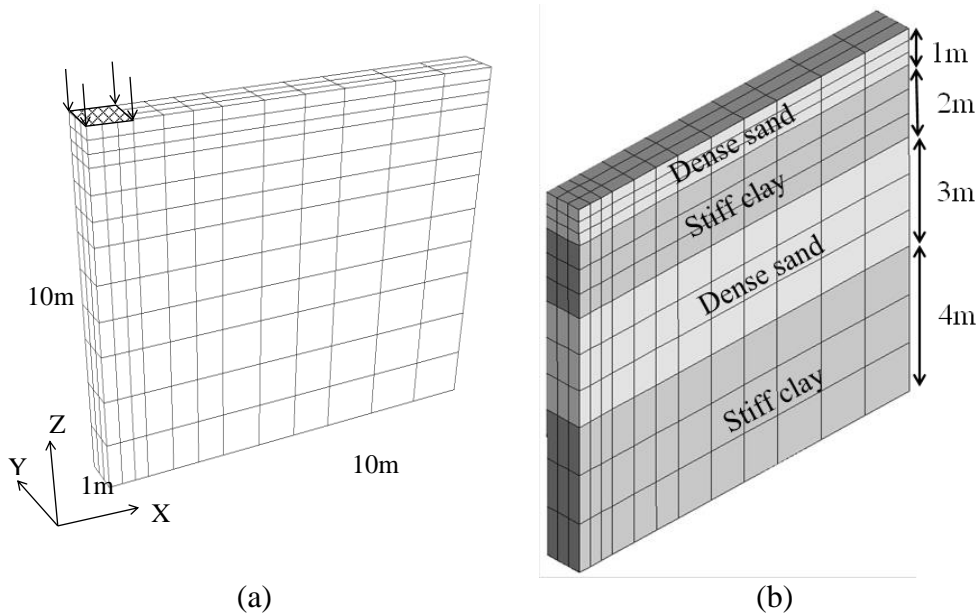 10m
1m
10m
Z
Y
X
(a)
Dense sand
Stiff clay
Dense sand
Stiff clay
1m
2m
3m
4m
(b)